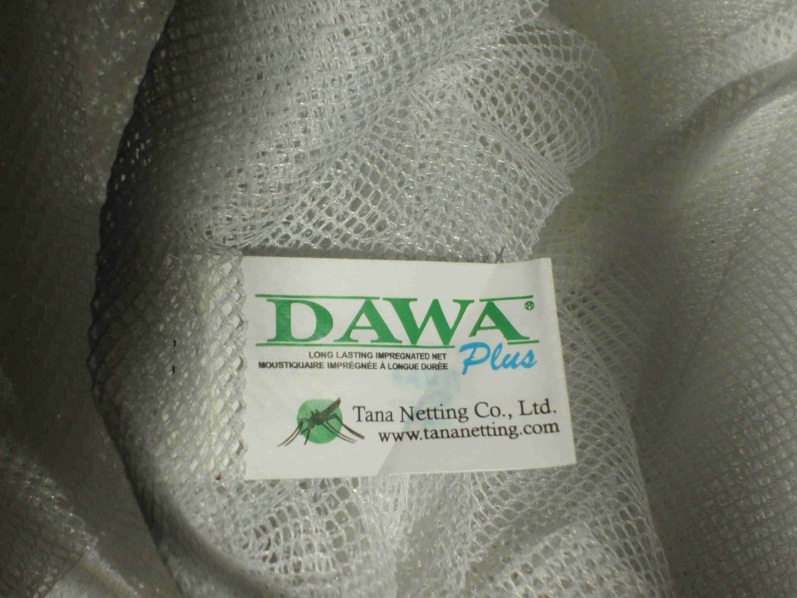 DAWA®
LONG LASTING IMPREGNATED NET
MOUSTIQUAIRE IMPRÉGNÉE À LONGUE DURÉE
Plus
Tana Netting Co., Ltd.
www.tananetting.com